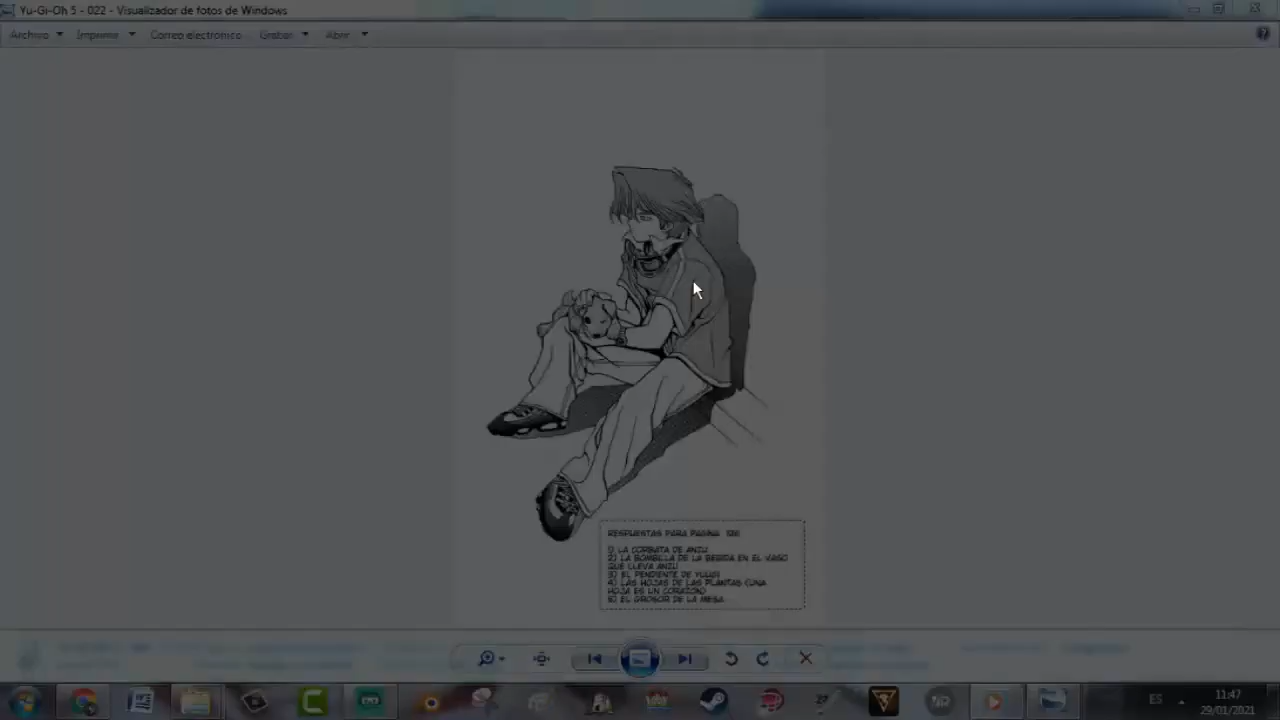 Yu-Gi-Oh 5 - 022 - Visualizador de fotos de Windows
Archivo Imprimir Correo electrónico Grabar Abrir
RESPUESTAS PARA PAGINA
1) LA CORBATA DE ANZU
2) LA BOMBILLA DE LA BEBIDA EN EL VASO
QUE LLEVA ANZU
3) EL PENDIENTE DE YUUGI
4) LAS HOJAS DE LAS PLANTAS (UNA
HOJA ES UN CORAZON)
5) EL GROSOR DE LA MESA
ES
11:47
29/01/2021